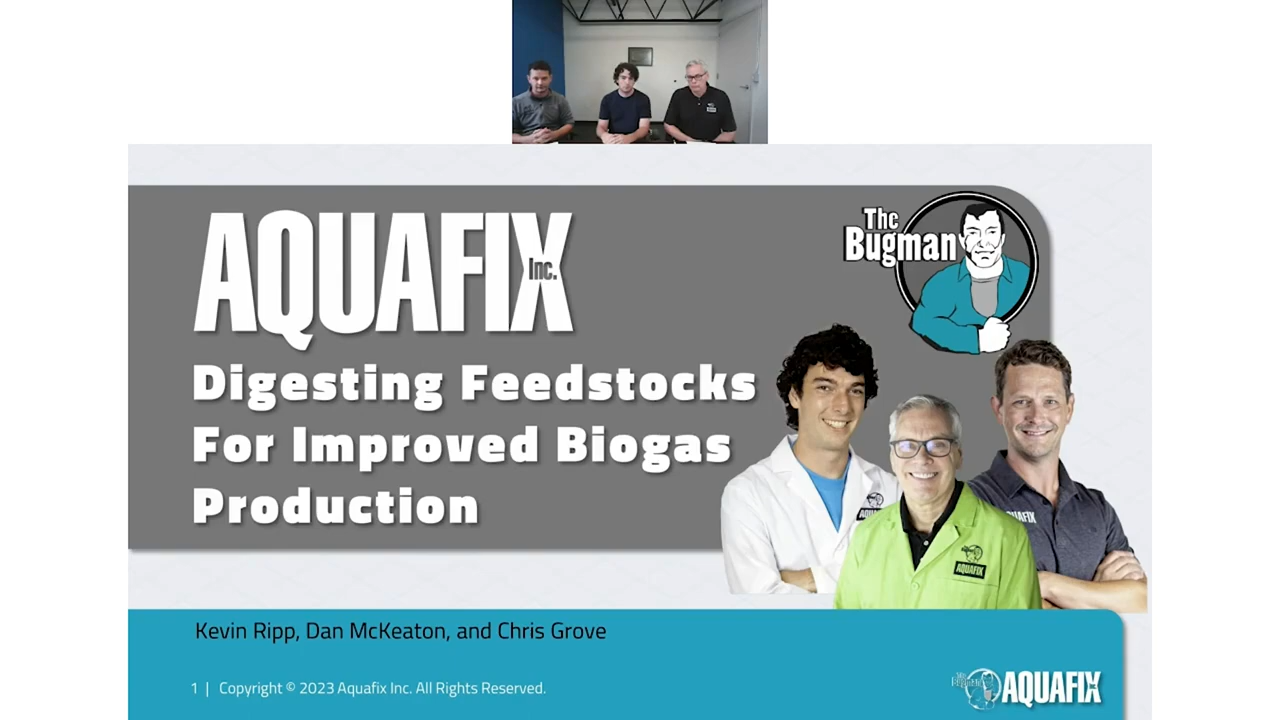 AQUAFIX
Inc.
The
Bugman
Digesting Feedstocks
For Improved Biogas
Production
AQUAFIX
Kevin Ripp, Dan McKeaton, and Chris Grove
1 | Copyright © 2023 Aquafix Inc. All Rights Reserved.
AQUAFIX